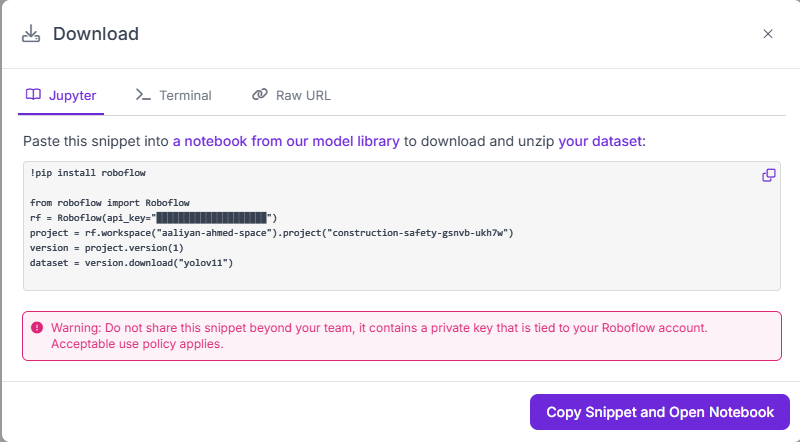 Download
Jupyter
Terminal
Raw URL
Paste this snippet into a notebook from our model library to download and unzip your dataset:
!pip install roboflow
from roboflow import Roboflow
rf = Roboflow(api_key="███████████████████")
project = rf.workspace("aaliyan-ahmed-space").project("construction-safety-gsnvb-ukh7w")
version = project.version(1)
dataset = version.download("yolov11")
Warning: Do not share this snippet beyond your team, it contains a private key that is tied to your Roboflow account.
Acceptable use policy applies.
Copy Snippet and Open Notebook